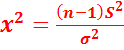 x² = (n−1)S² / σ²